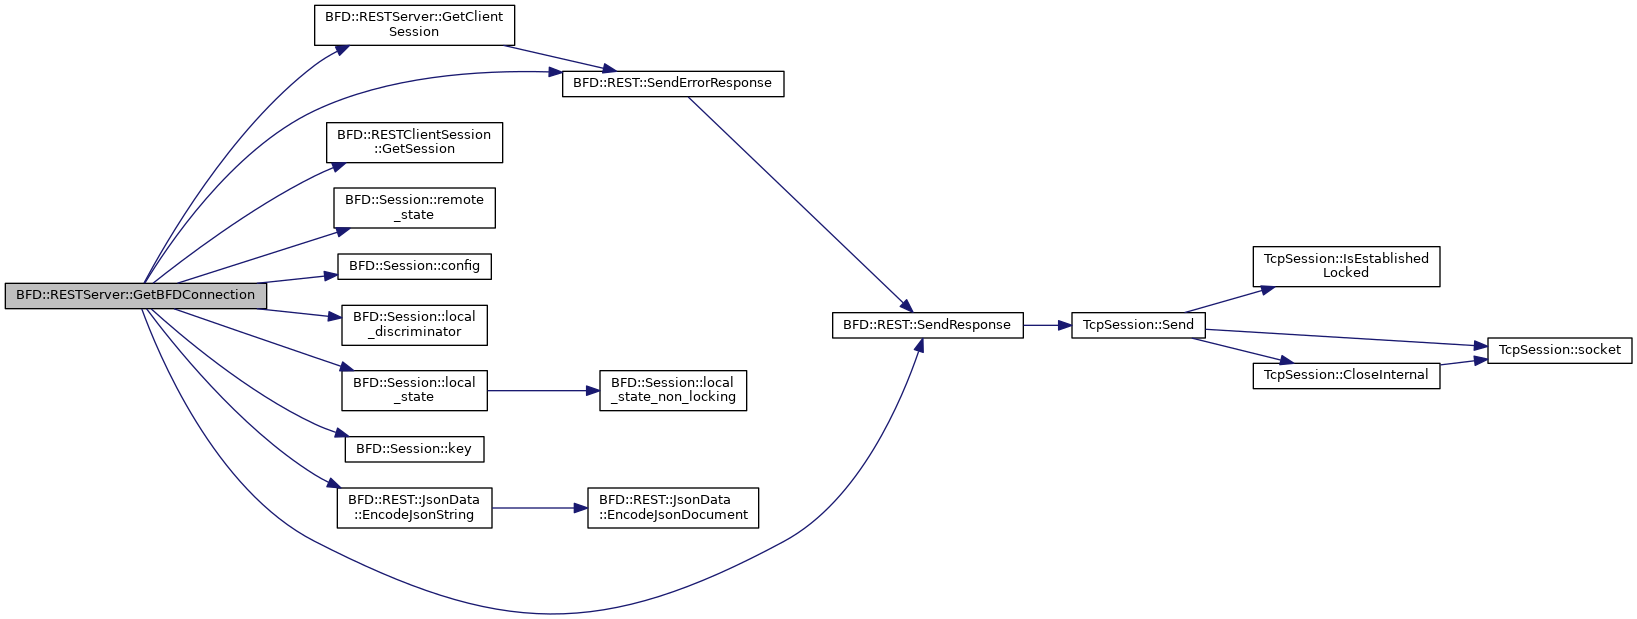 BFD::RESTServer::GetClient
Session
BFD::REST::SendErrorResponse
BFD::RESTClientSession
::GetSession
BFD::Session::remote
_state
BFD::Session::config
BFD::RESTServer::GetBFDConnection
BFD::Session::local
_discriminator
BFD::Session::local
_state
BFD::Session::local
_state_non_locking
BFD::Session::key
BFD::REST::JsonData
::EncodeJsonString
BFD::REST::JsonData
::EncodeJsonDocument
BFD::REST::SendResponse
TcpSession::Send
TcpSession::IsEstablished
Locked
TcpSession::CloseInternal
TcpSession::socket